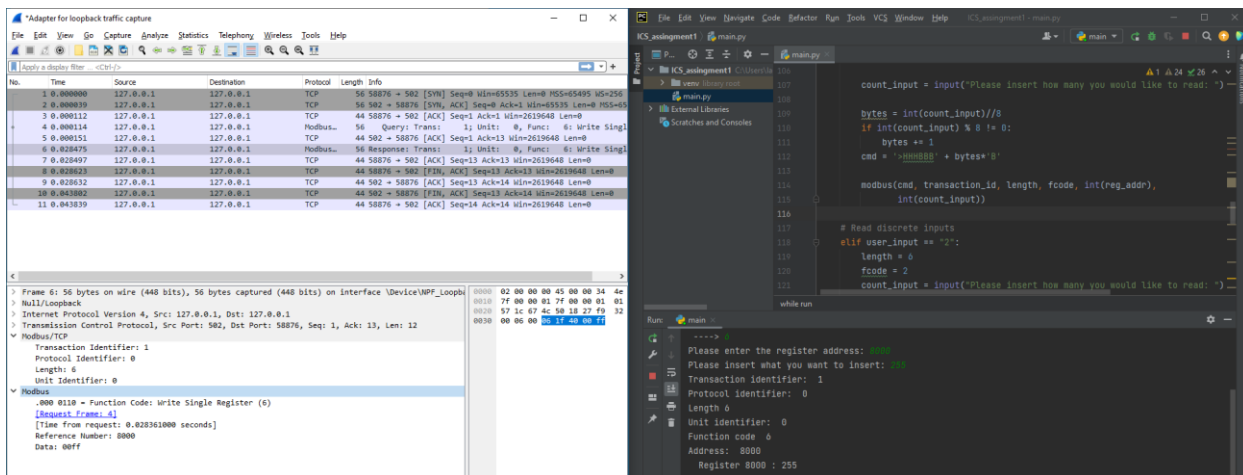 *Adapter for loopback traffic capture
File Edit View Go Capture Analyze Statistics Telephony Wireless Tools Help
Apply a display filter ... <Ctrl-/>
No. Time Source Destination Protocol Length Info
1 0.000000 127.0.0.1 127.0.0.1 TCP 56 58876 → 502 [SYN] Seq=0 Win=65535 Len=0 MSS=65495 WS=256
2 0.000039 127.0.0.1 127.0.0.1 TCP 56 502 → 58876 [SYN, ACK] Seq=0 Ack=1 Win=65535 Len=0 MSS=65
3 0.000112 127.0.0.1 127.0.0.1 TCP 44 58876 → 502 [ACK] Seq=1 Ack=1 Win=2619648 Len=0
4 0.000114 127.0.0.1 127.0.0.1 Modbus… 56 Query: Trans: 1; Unit: 0, Func: 6: Write Singl
5 0.000151 127.0.0.1 127.0.0.1 TCP 44 502 → 58876 [ACK] Seq=1 Ack=13 Win=2619648 Len=0
6 0.028475 127.0.0.1 127.0.0.1 Modbus… 56 Response: Trans: 1; Unit: 0, Func: 6: Write Singl
7 0.028497 127.0.0.1 127.0.0.1 TCP 44 58876 → 502 [ACK] Seq=13 Ack=13 Win=2619648 Len=0
8 0.028623 127.0.0.1 127.0.0.1 TCP 44 58876 → 502 [FIN, ACK] Seq=13 Ack=13 Win=2619648 Len=0
9 0.028632 127.0.0.1 127.0.0.1 TCP 44 502 → 58876 [ACK] Seq=13 Ack=14 Win=2619648 Len=0
10 0.043802 127.0.0.1 127.0.0.1 TCP 44 502 → 58876 [FIN, ACK] Seq=13 Ack=14 Win=2619648 Len=0
11 0.043839 127.0.0.1 127.0.0.1 TCP 44 58876 → 502 [ACK] Seq=14 Ack=14 Win=2619648 Len=0
Frame 6: 56 bytes on wire (448 bits), 56 bytes captured (448 bits) on interface \Device\NPF_Loopba
Null/Loopback
Internet Protocol Version 4, Src: 127.0.0.1, Dst: 127.0.0.1
Transmission Control Protocol, Src Port: 502, Dst Port: 58876, Seq: 1, Ack: 13, Len: 12
Modbus/TCP
Transaction Identifier: 1
Protocol Identifier: 0
Length: 6
Unit Identifier: 0
Modbus
.000 0110 = Function Code: Write Single Register (6)
[Request Frame: 4]
[Time from request: 0.028361000 seconds]
Reference Number: 8000
Data: 00ff
0000 02 00 00 00 45 00 00 34 4e
0010 7f 00 00 01 7f 00 00 01 01
0020 57 1c 67 4c 50 18 27 f9 32
0030 00 06 00 06 1f 40 00 ff
PC File Edit View Navigate Code Refactor Run Tools VCS Window Help ICS_assingment1 - main.py
ICS_assingment1 main.py
main
Project
P...
main.py
ICS_assingment1
venv library root
main.py
External Libraries
Scratches and Consoles
1 24 26
106
107 count_input = input("Please insert how many you would like to read: ")
108
109 bytes = int(count_input)//8
110 if int(count_input) % 8 != 0:
111 bytes += 1
112 cmd = '>HHHBBB' + bytes*'B'
113
114 modbus(cmd, transaction_id, length, fcode, int(reg_addr),
115 int(count_input))
116
117 # Read discrete inputs
118 elif user_input == "2":
119 length = 6
120 fcode = 2
121 count_input = input("Please insert how many you would like to read: ")
while run
Run: main
----> 6
Please enter the register address: 8000
Please insert what you want to insert: 255
Transaction identifier: 1
Protocol identifier: 0
Length 6
Unit identifier: 0
Function code 6
Address: 8000
Register 8000 : 255